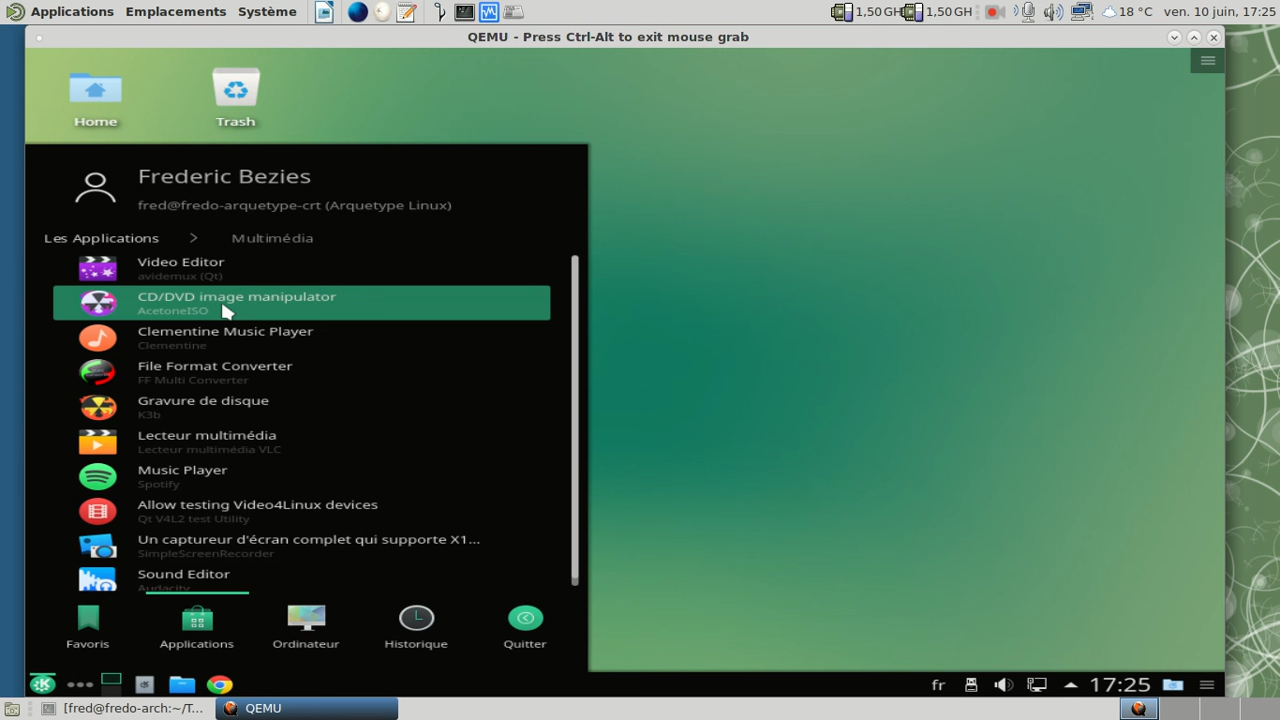 Applications Emplacements Système 1,50 GH 1,50 GH 18 °C ven. 10 juin, 17:25
QEMU - Press Ctrl-Alt to exit mouse grab
Home Trash
Frederic Bezies
fred@fredo-arquetype-crt (Arquetype Linux)
Les Applications > Multimédia
Video Editor
avidemux (Qt)
CD/DVD image manipulator
AcetoneISO
Clementine Music Player
Clementine
File Format Converter
FF Multi Converter
Gravure de disque
K3b
Lecteur multimédia
Lecteur multimédia VLC
Music Player
Spotify
Allow testing Video4Linux devices
Qt V4L2 test Utility
Un captureur d'écran complet qui supporte X1...
SimpleScreenRecorder
Sound Editor
Audacity
Favoris Applications Ordinateur Historique Quitter
fr 17:25
[fred@fredo-arch:~/T... QEMU